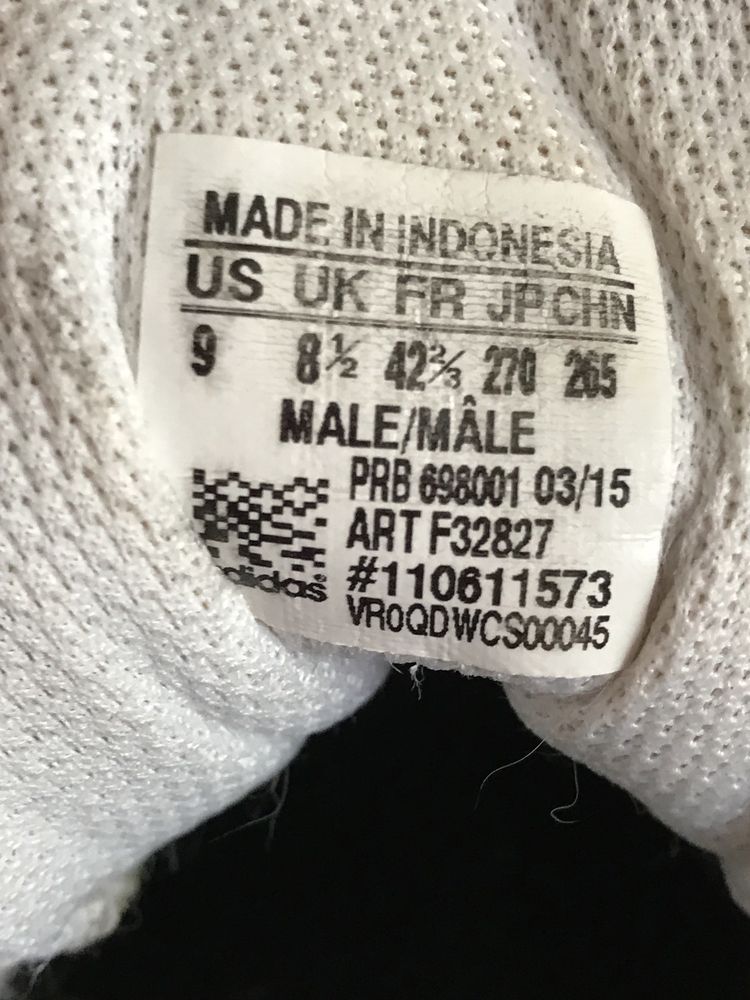 MADE IN INDONESIA
US UK FR JP CHN
9 8½ 42⅔ 270 265
MALE/MÂLE
PRB 698001 03/15
ART F32827
adidas® #110611573
VR0QDWCS00045